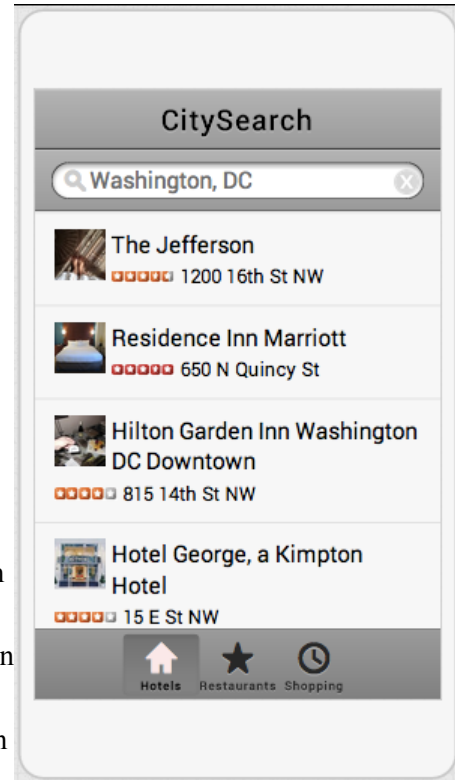 CitySearch
Washington, DC
The Jefferson
1200 16th St NW
Residence Inn Marriott
650 N Quincy St
Hilton Garden Inn Washington
DC Downtown
815 14th St NW
Hotel George, a Kimpton
Hotel
15 E St NW
Hotels Restaurants Shopping